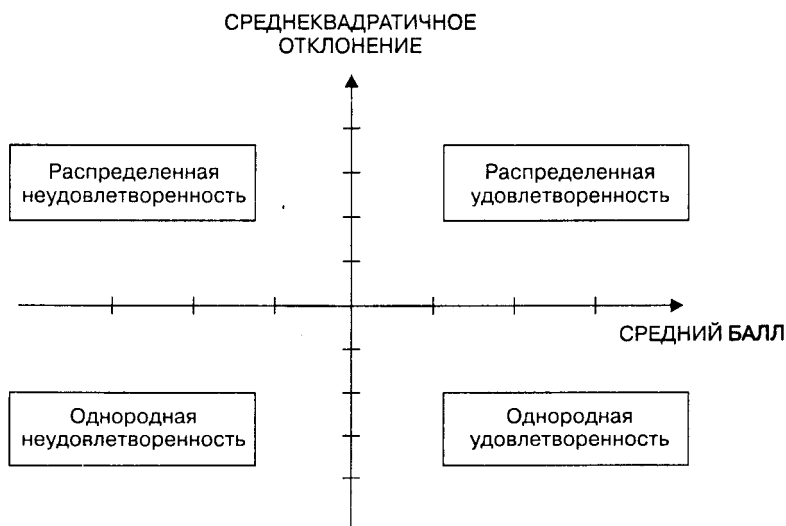 СРЕДНЕКВАДРАТИЧНОЕ
ОТКЛОНЕНИЕ
Распределенная
неудовлетворенность
Распределенная
удовлетворенность
СРЕДНИЙ БАЛЛ
Однородная
неудовлетворенность
Однородная
удовлетворенность